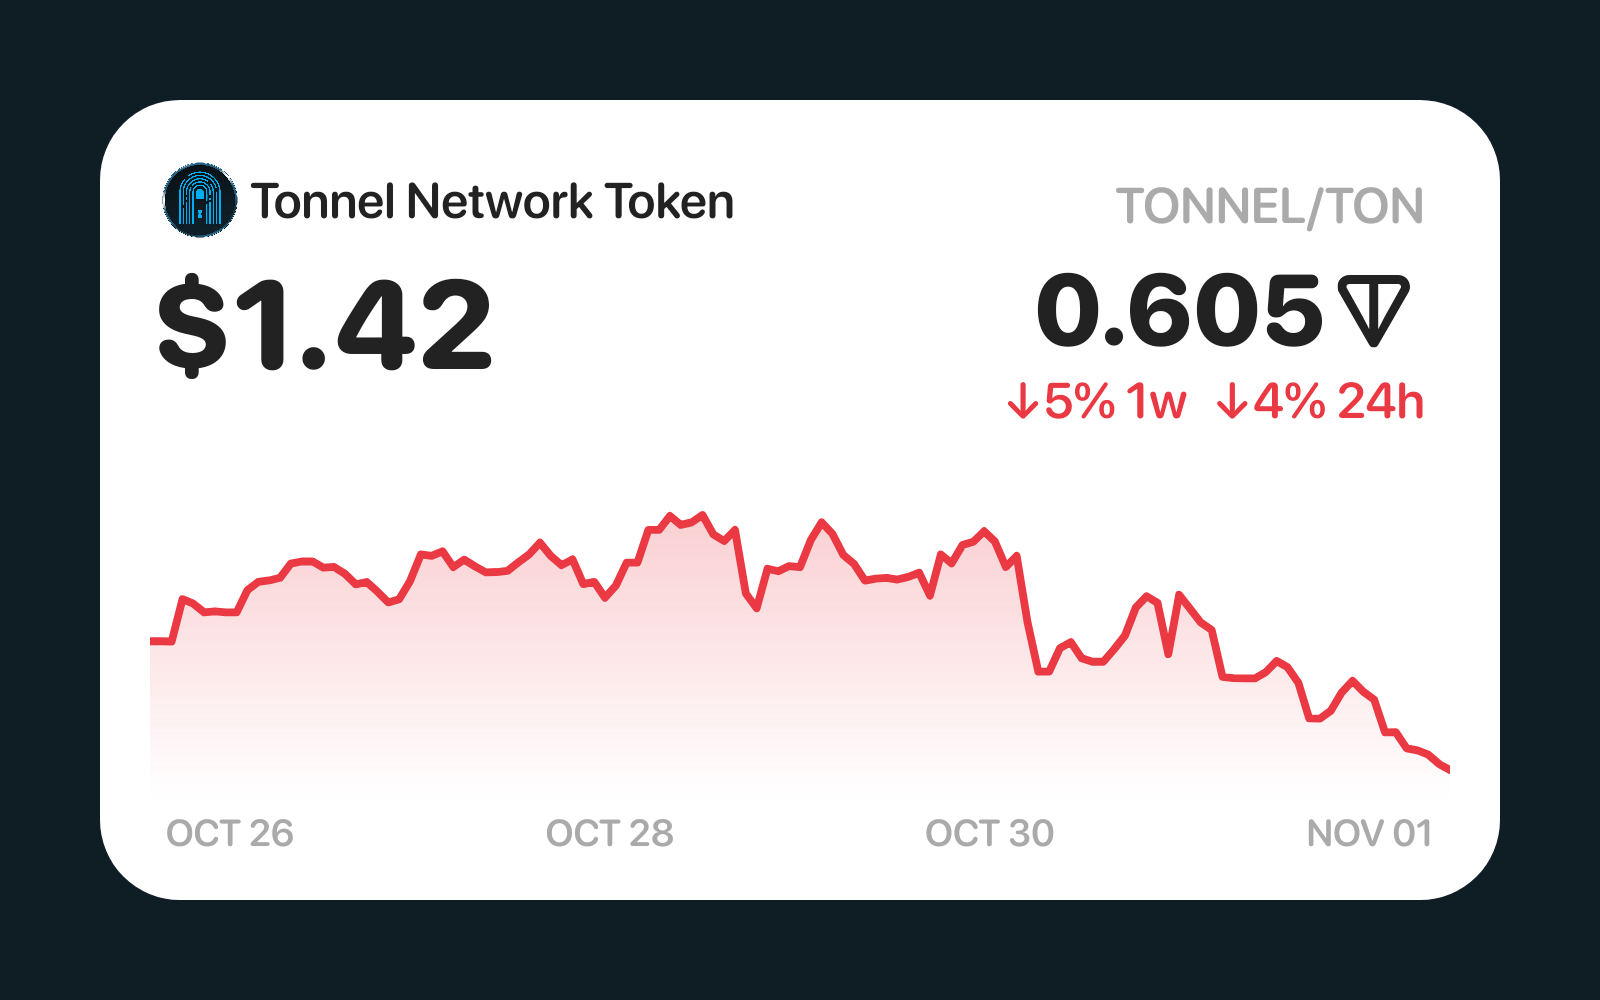 Tonnel Network Token
TONNEL/TON
$1.42
0.605
↓5% 1w ↓4% 24h
OCT 26
OCT 28
OCT 30
NOV 01